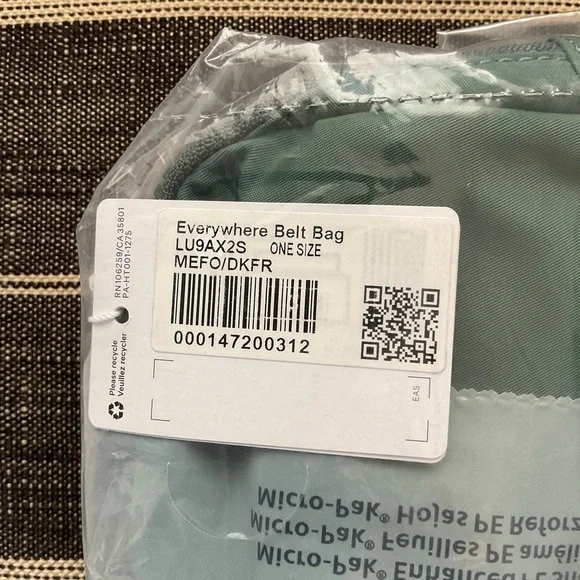 Everywhere Belt Bag
LU9AX2S ONE SIZE
MEFO/DKFR
000147200312
RN106259/CA35801
PA-HT001-1275
Please recycle
Veuillez recycler
EAS
Micro-Pak® Hojas PE Reforz
Micro-Pak® Feuilles PE améli
Micro-Pak® Enhanced PE